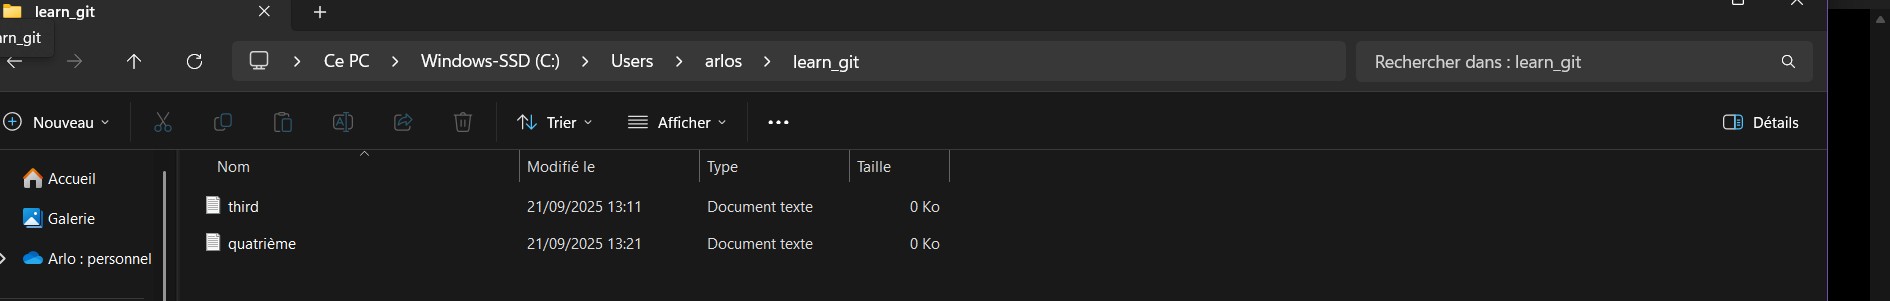 learn_git
rn_git
Ce PC Windows-SSD (C:) Users arlos learn_git
Rechercher dans : learn_git
Nouveau
Trier
Afficher
Détails
Accueil
Galerie
Arlo : personnel
Nom Modifié le Type Taille
third 21/09/2025 13:11 Document texte 0 Ko
quatrième 21/09/2025 13:21 Document texte 0 Ko